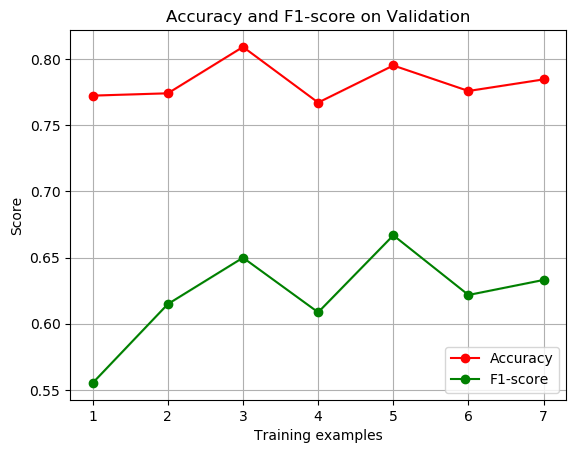 Accuracy and F1-score on Validation
Score
0.80
0.75
0.70
0.65
0.60
0.55
1 2 3 4 5 6 7
Training examples
Accuracy
F1-score